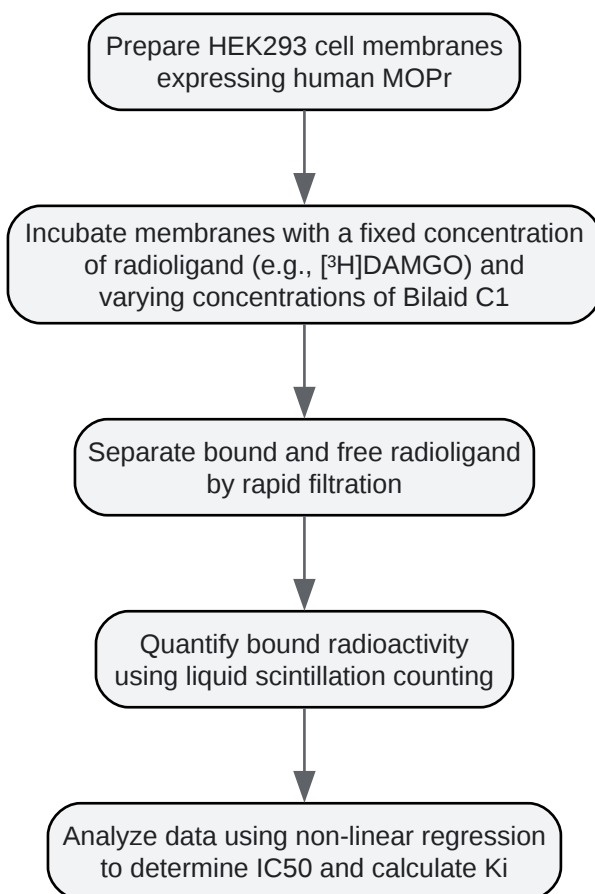 Prepare HEK293 cell membranes
expressing human MOPr
Incubate membranes with a fixed concentration
of radioligand (e.g., [³H]DAMGO) and
varying concentrations of Bilaid C1
Separate bound and free radioligand
by rapid filtration
Quantify bound radioactivity
using liquid scintillation counting
Analyze data using non-linear regression
to determine IC50 and calculate Ki